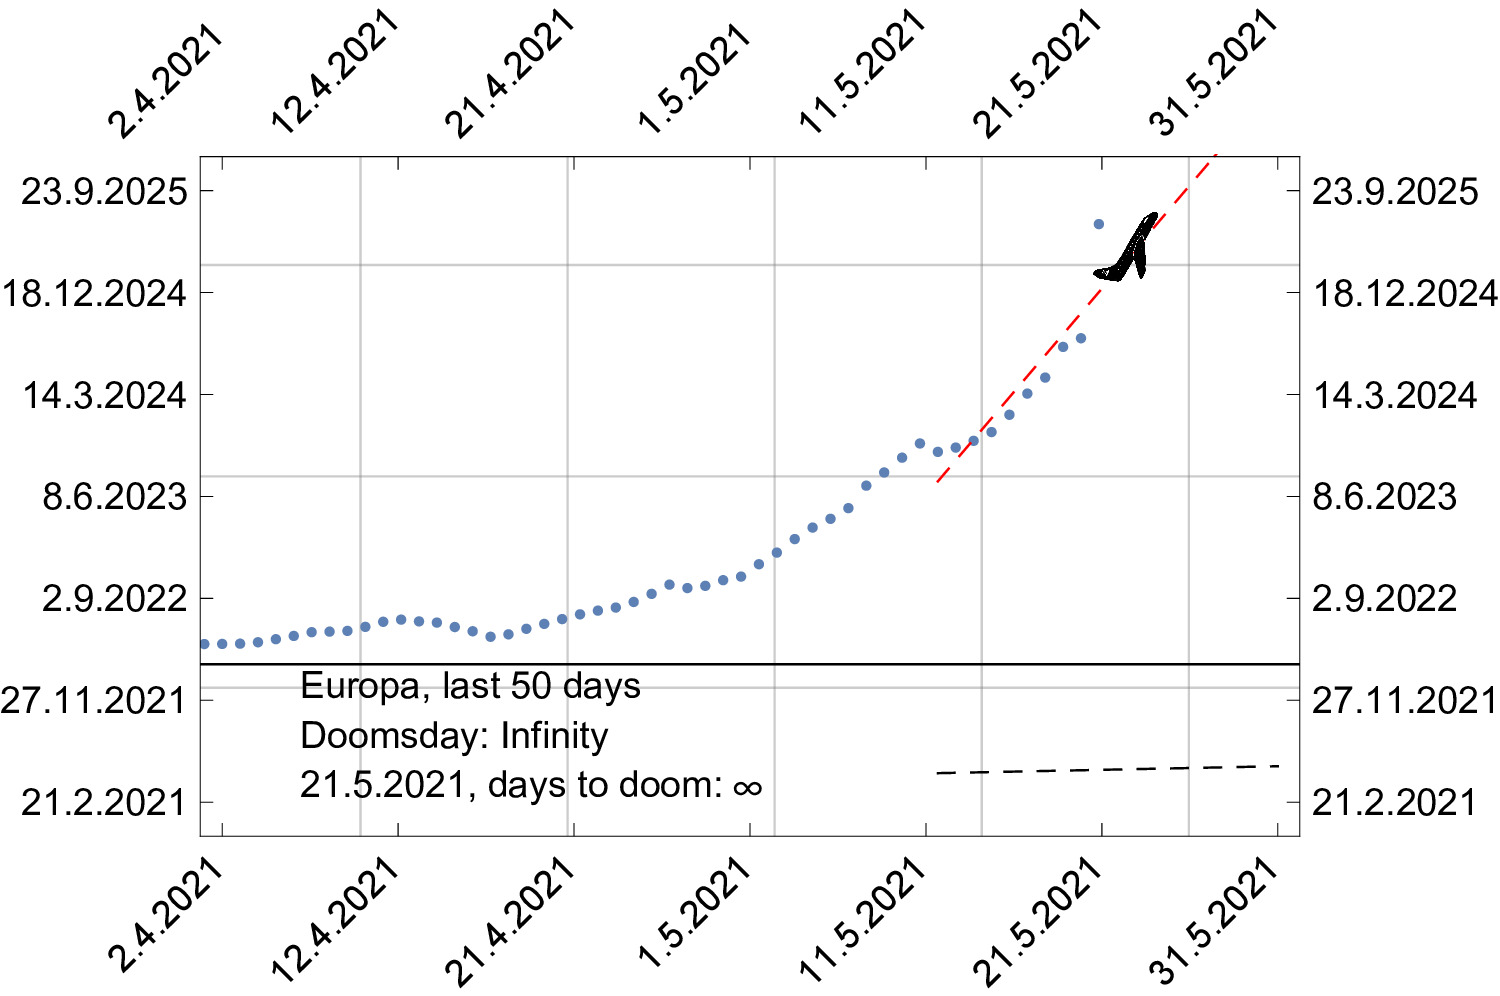 2.4.2021 12.4.2021 21.4.2021 1.5.2021 11.5.2021 21.5.2021 31.5.2021
23.9.2025 23.9.2025
18.12.2024 18.12.2024
14.3.2024 14.3.2024
8.6.2023 8.6.2023
2.9.2022 2.9.2022
Europa, last 50 days
27.11.2021 27.11.2021
Doomsday: Infinity
21.5.2021, days to doom: ∞
21.2.2021 21.2.2021
2.4.2021 12.4.2021 21.4.2021 1.5.2021 11.5.2021 21.5.2021 31.5.2021